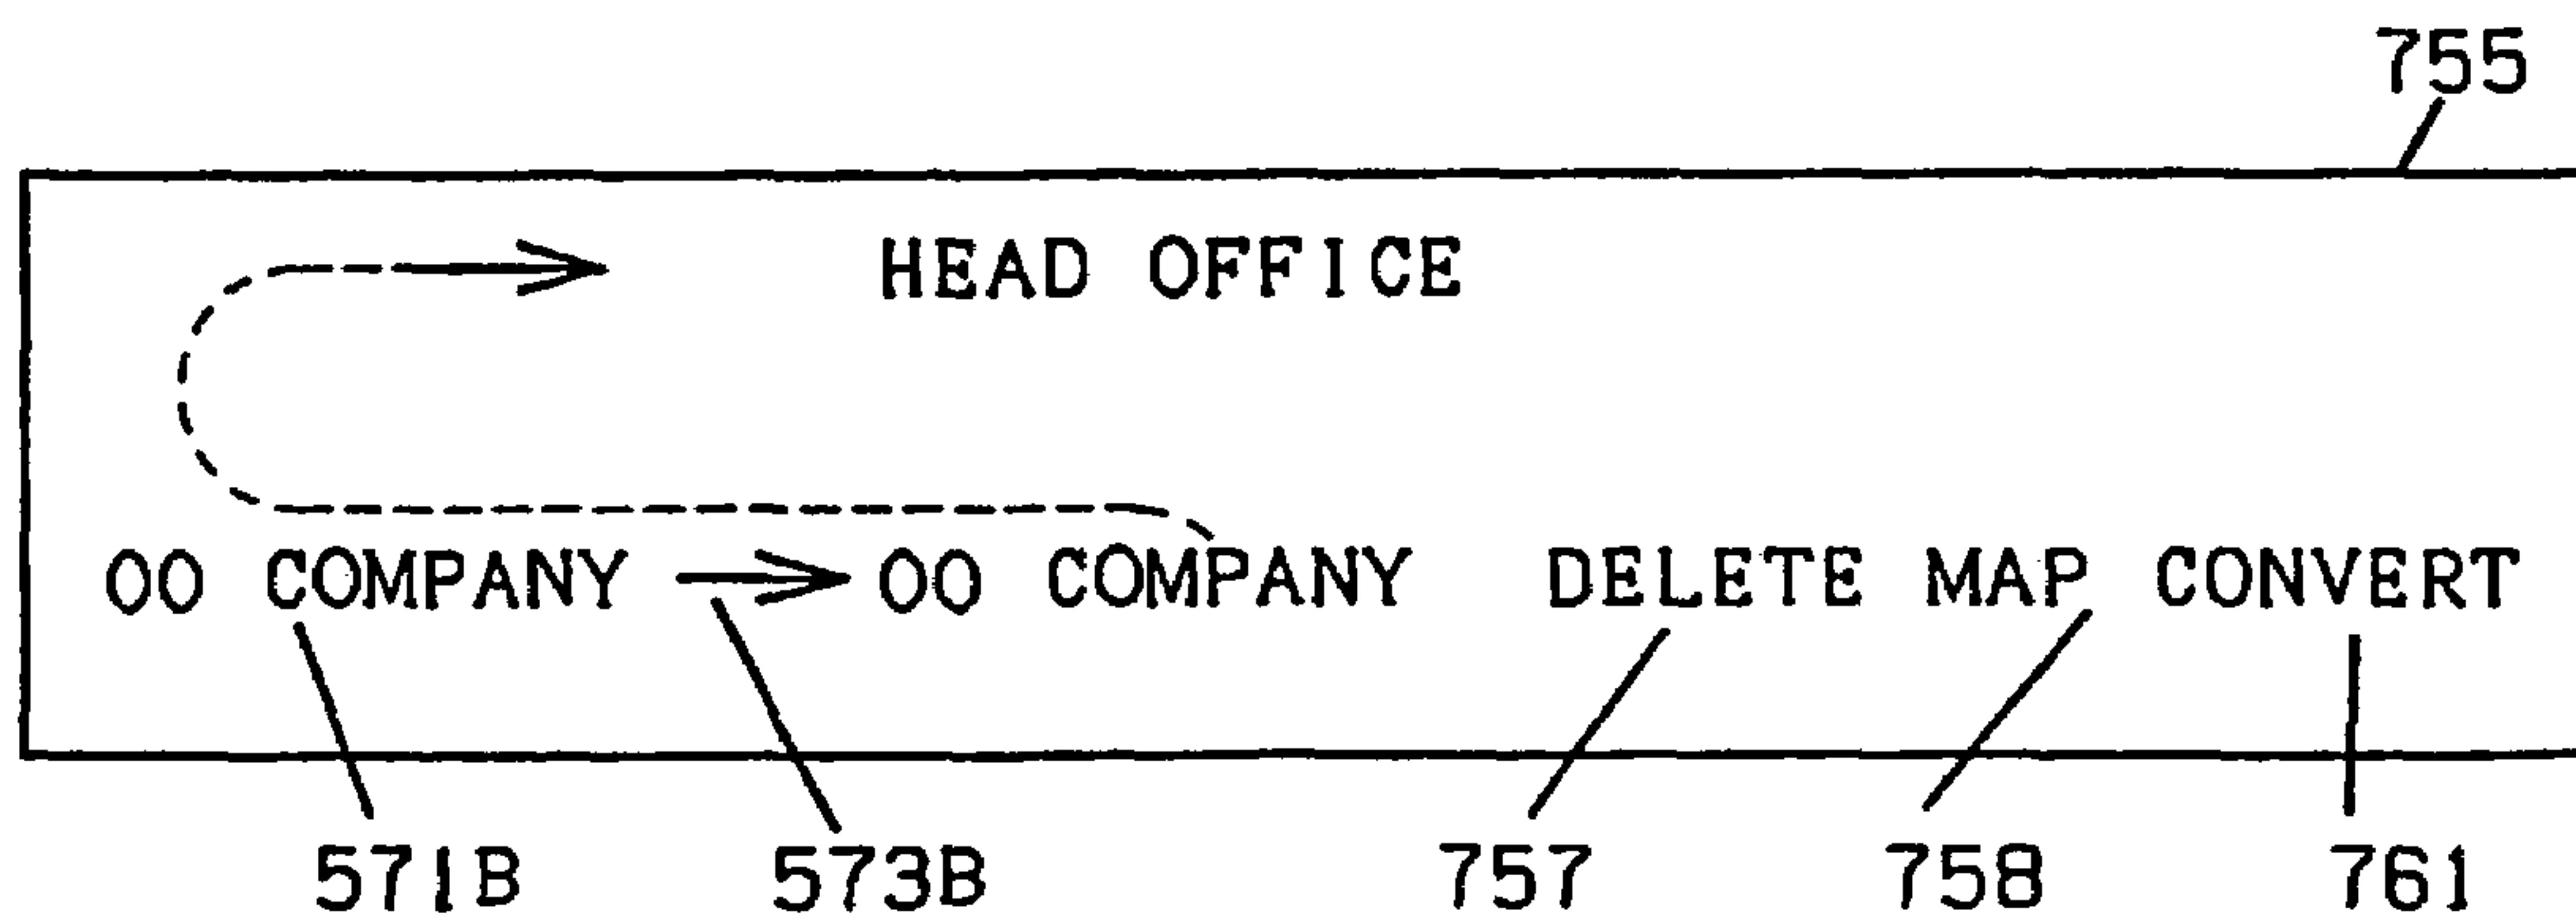 755
HEAD OFFICE
OO COMPANY → OO COMPANY DELETE MAP CONVERT
571B 573B 757 758 761